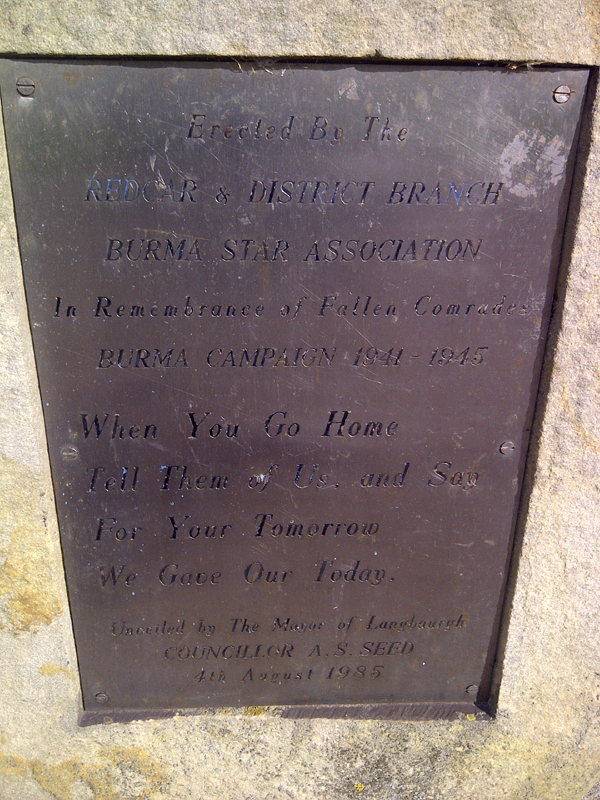 Erected By The
REDCAR & DISTRICT BRANCH
BURMA STAR ASSOCIATION
In Remembrance of Fallen Comrades
BURMA CAMPAIGN 1941 - 1945
When You Go Home
Tell Them of Us, and Say
For Your Tomorrow
We Gave Our Today.
Unveiled by The Mayor of Langbaurgh
COUNCILLOR A. S. SEED
4th August 1985